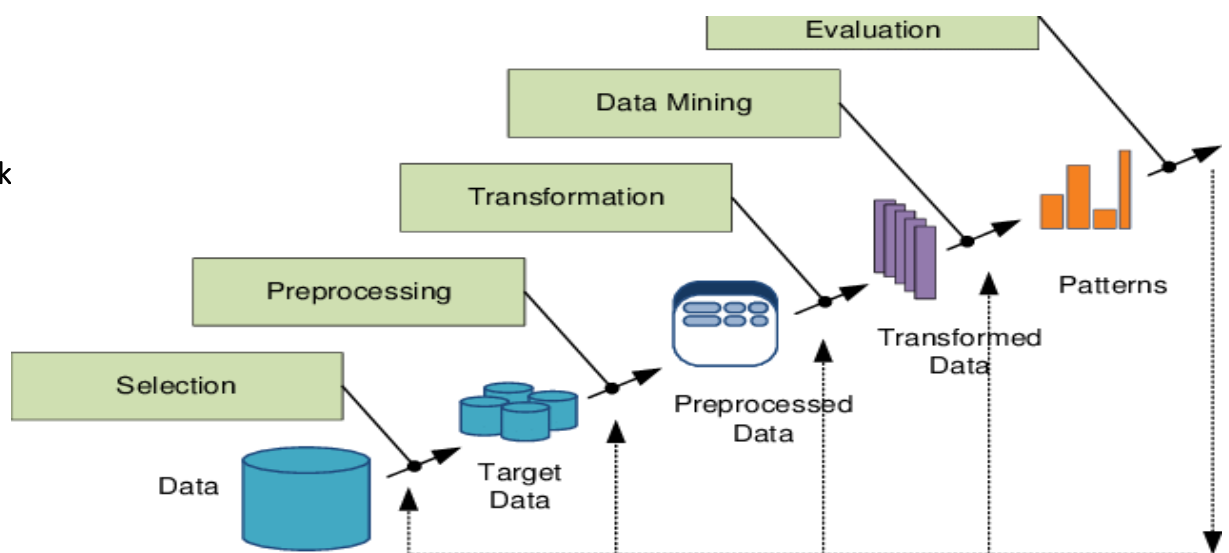 Evaluation
Data Mining
k
Transformation
Preprocessing
Patterns
Transformed
Data
Selection
Preprocessed
Data
Target
Data
Data